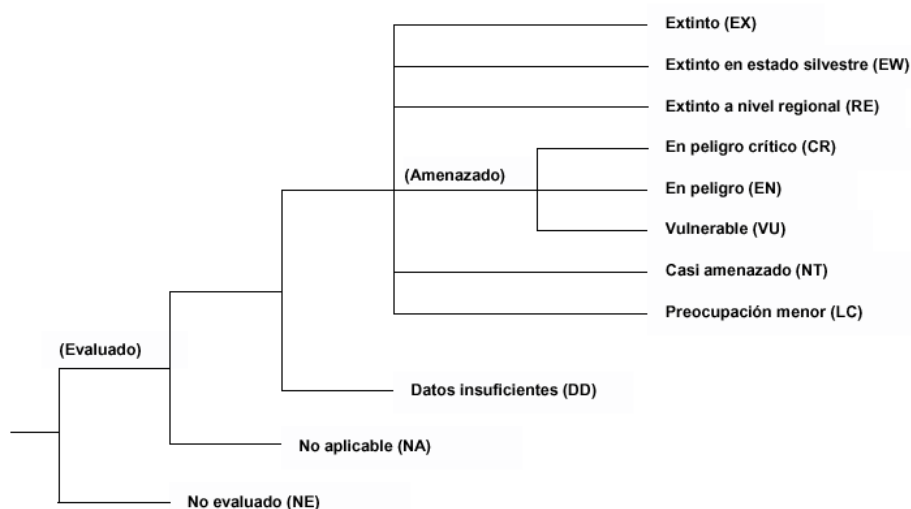 Extinto (EX)
Extinto en estado silvestre (EW)
Extinto a nivel regional (RE)
En peligro crítico (CR)
(Amenazado)
En peligro (EN)
Vulnerable (VU)
Casi amenazado (NT)
Preocupación menor (LC)
(Evaluado)
Datos insuficientes (DD)
No aplicable (NA)
No evaluado (NE)